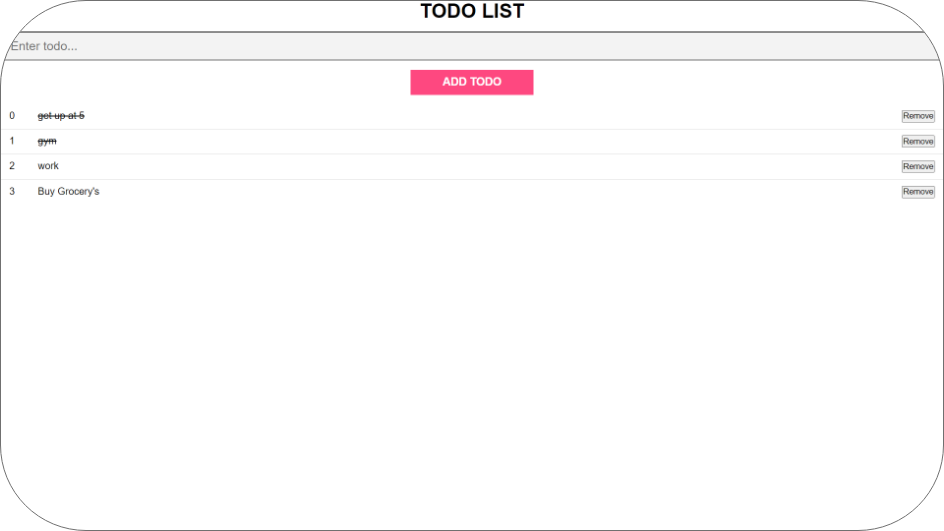 TODO LIST
Enter todo...
ADD TODO
0 get up at 5 Remove
1 gym Remove
2 work Remove
3 Buy Grocery's Remove